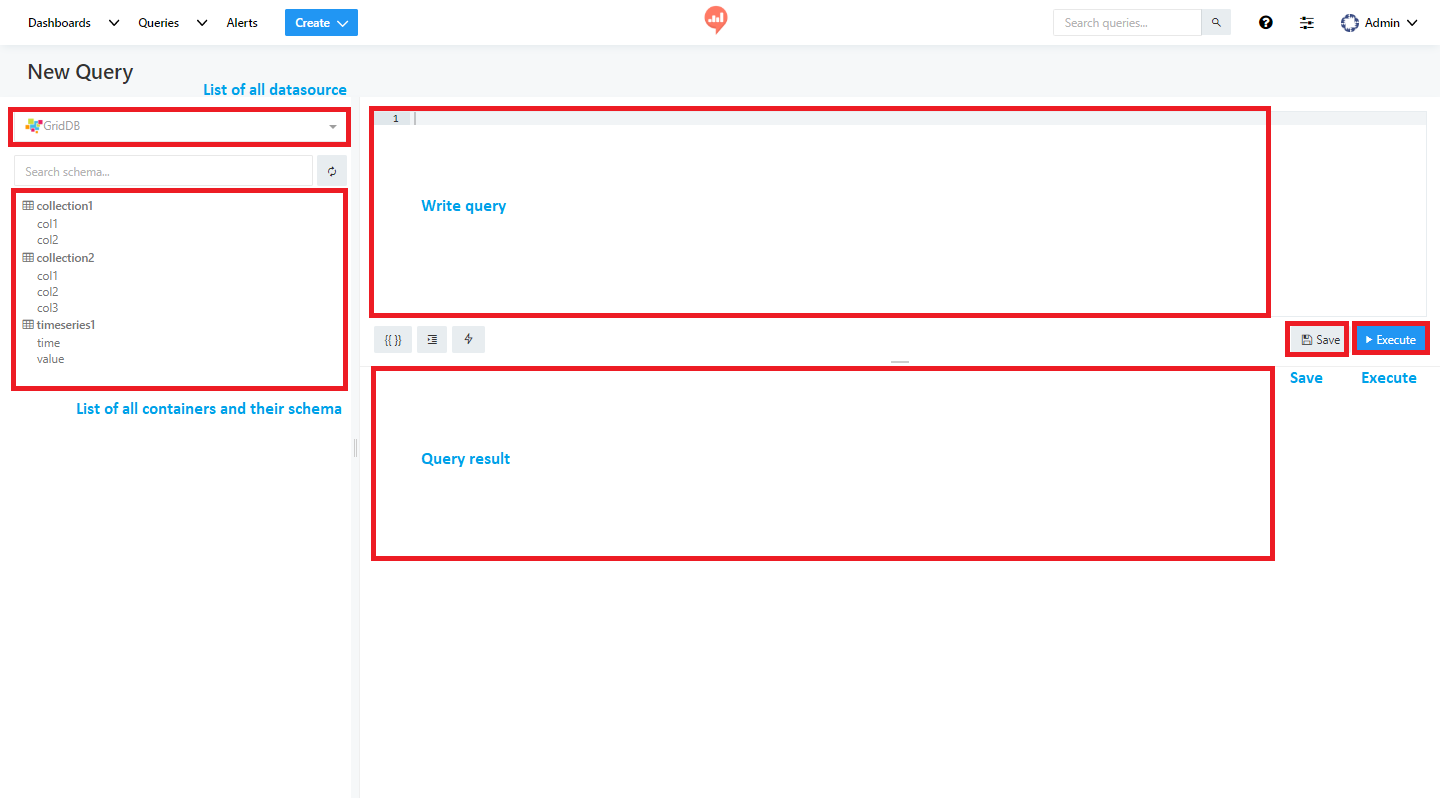 Dashboards Queries Alerts Create Search queries... Admin
New Query
List of all datasource
GridDB
Search schema...
collection1
col1
col2
collection2
col1
col2
col3
timeseries1
time
value
List of all containers and their schema
1
Write query
{{ }} Save Execute
Save Execute
Query result